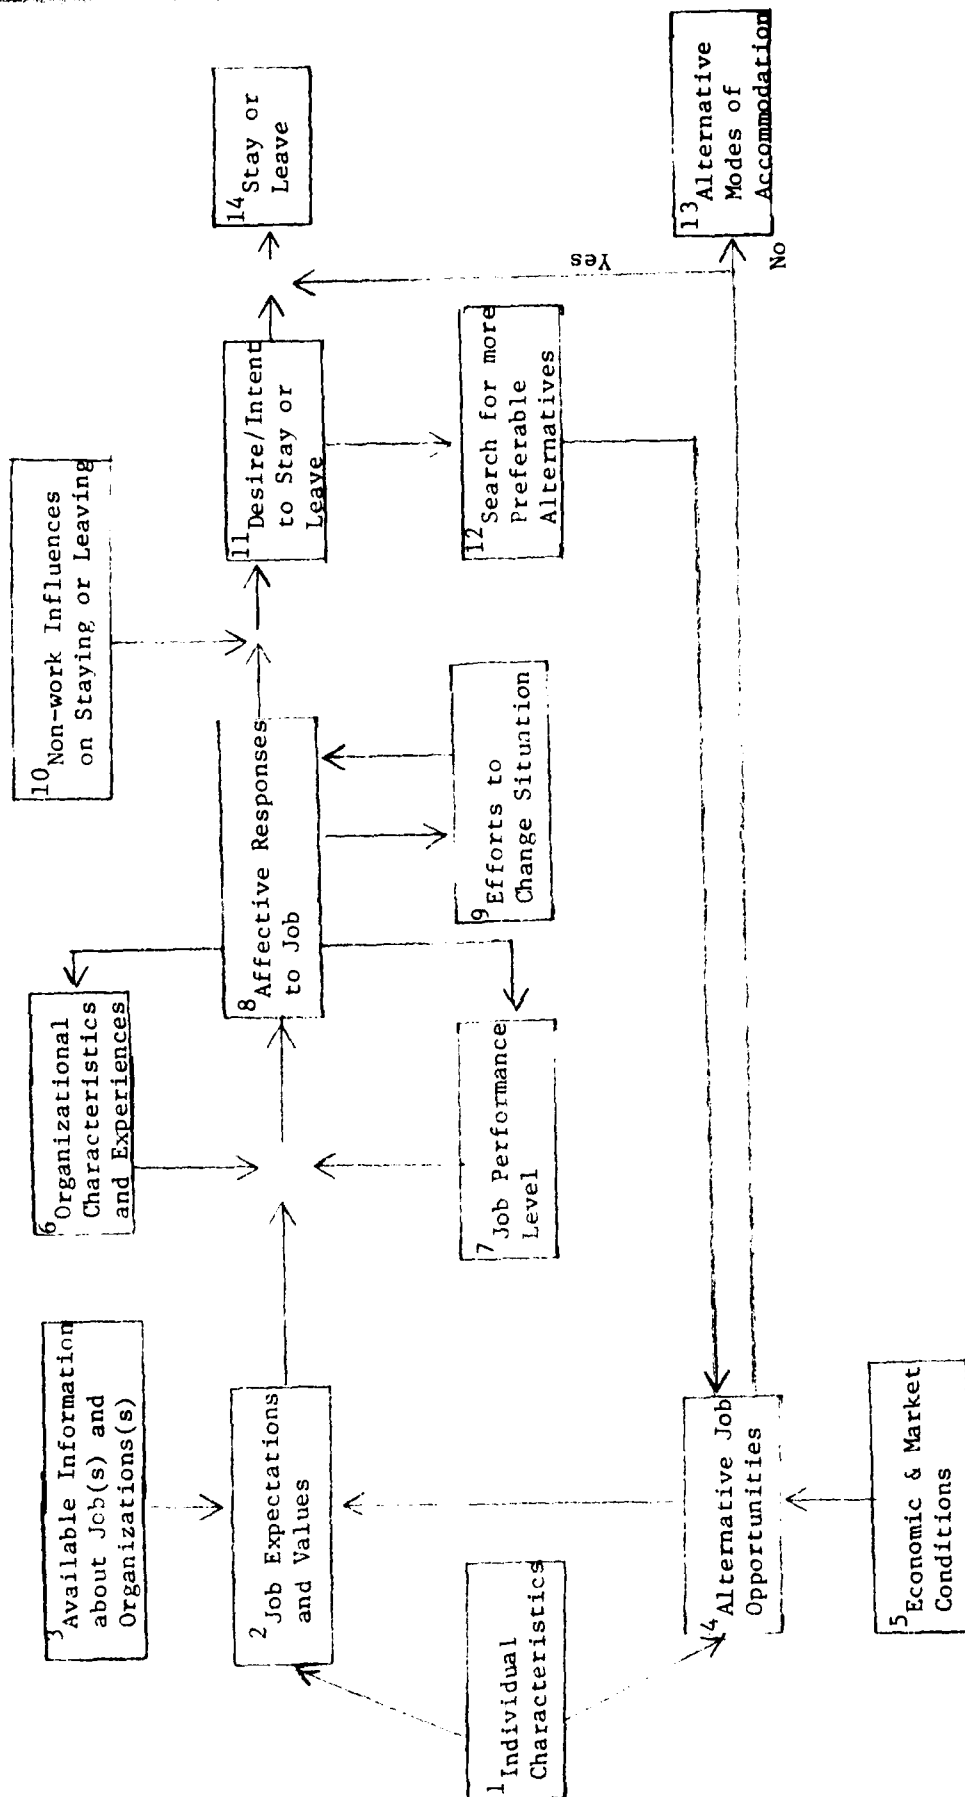 1 Individual
Characteristics
2 Job Expectations
and Values
3 Available Information
about Job(s) and
Organizations(s)
4 Alternative Job
Opportunities
5 Economic & Market
Conditions
6 Organizational
Characteristics
and Experiences
7 Job Performance
Level
8 Affective Responses
to Job
9 Efforts to
Change Situation
10 Non-work Influences
on Staying or Leaving
11 Desire/Intent
to Stay or
Leave
12 Search for more
Preferable
Alternatives
13 Alternative
Modes of
Accommodation
14 Stay or
Leave
Yes
No